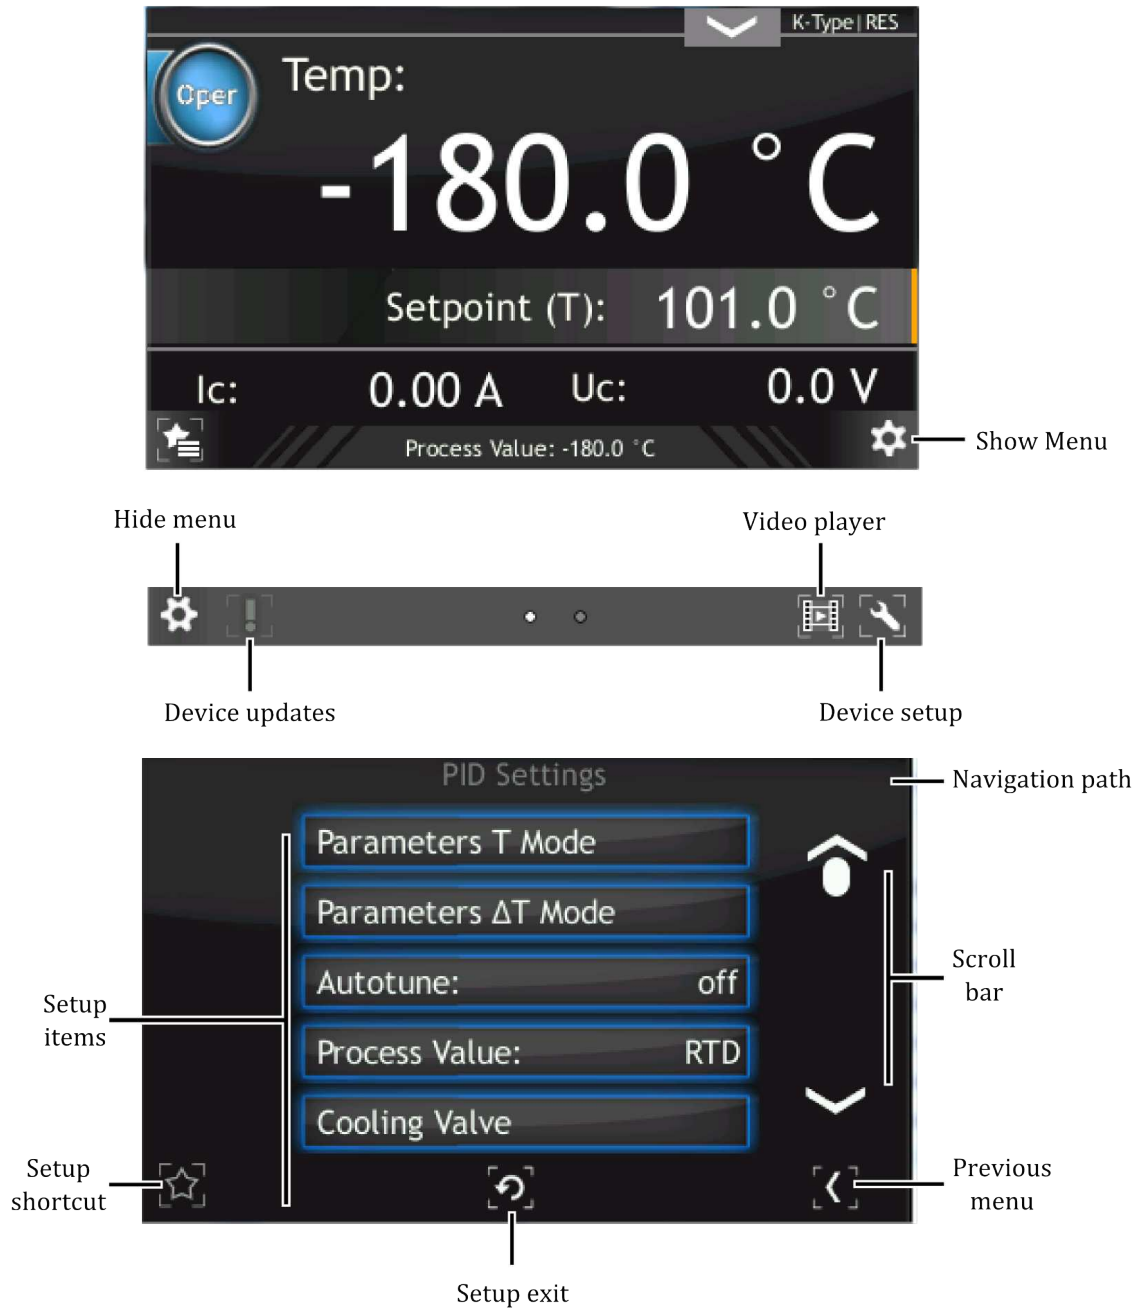 K-Type|RES
Oper
Temp:
-180.0 °C
Setpoint (T): 101.0 °C
Ic: 0.00 A Uc: 0.0 V
Process Value: -180.0 °C
Show Menu
Hide menu
Video player
Device updates
Device setup
PID Settings
Navigation path
Parameters T Mode
Parameters ΔT Mode
Autotune: off
Process Value: RTD
Cooling Valve
Scroll
bar
Setup
items
Setup
shortcut
Previous
menu
Setup exit